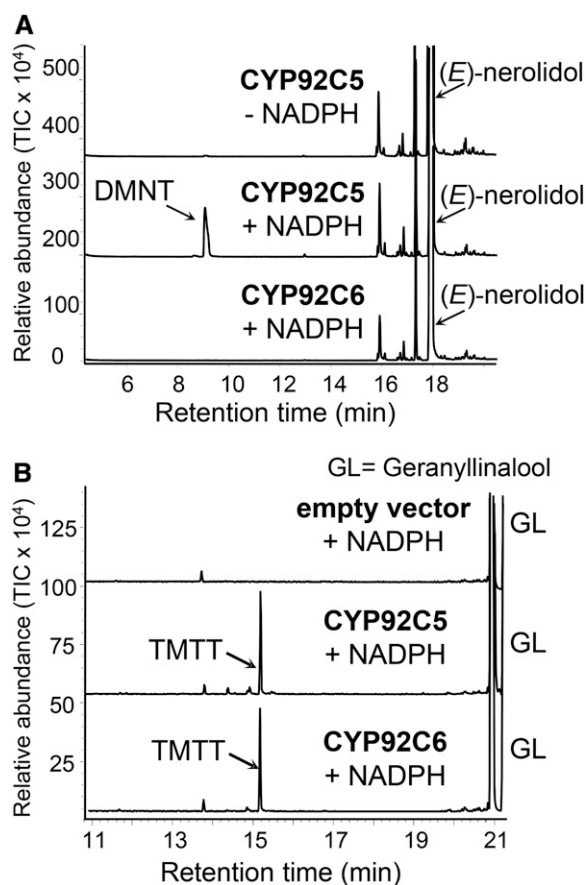 A
Relative abundance (TIC x 10⁴)
500
400
300
200
100
0
CYP92C5
- NADPH
(E)-nerolidol
DMNT
CYP92C5
+ NADPH
(E)-nerolidol
CYP92C6
+ NADPH
(E)-nerolidol
6 8 10 12 14 16 18
Retention time (min)
B
GL= Geranyllinalool
Relative abundance (TIC x 10⁴)
125
100
75
50
25
empty vector
+ NADPH
GL
TMTT
CYP92C5
+ NADPH
GL
TMTT
CYP92C6
+ NADPH
GL
11 13 15 17 19 21
Retention time (min)